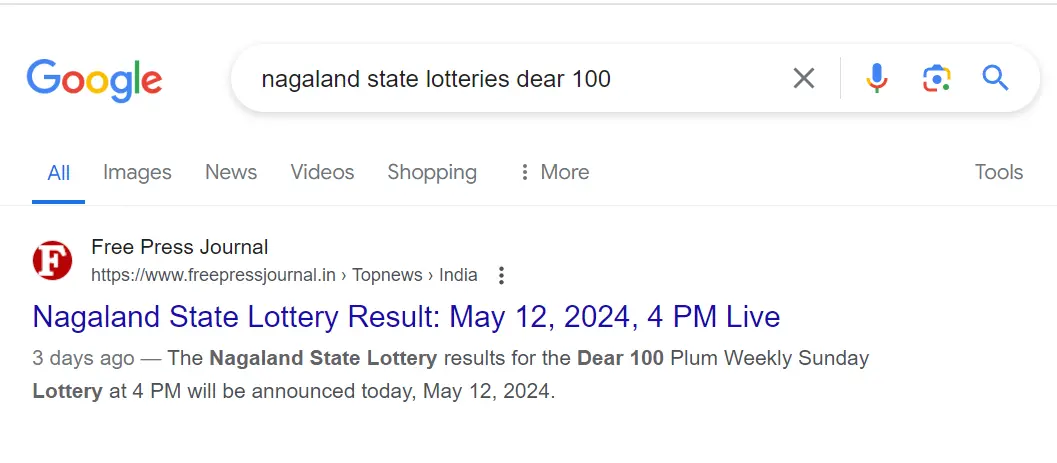 Google
nagaland state lotteries dear 100
All Images News Videos Shopping More Tools
F
Free Press Journal
https://www.freepressjournal.in › Topnews › India
Nagaland State Lottery Result: May 12, 2024, 4 PM Live
3 days ago — The Nagaland State Lottery results for the Dear 100 Plum Weekly Sunday
Lottery at 4 PM will be announced today, May 12, 2024.